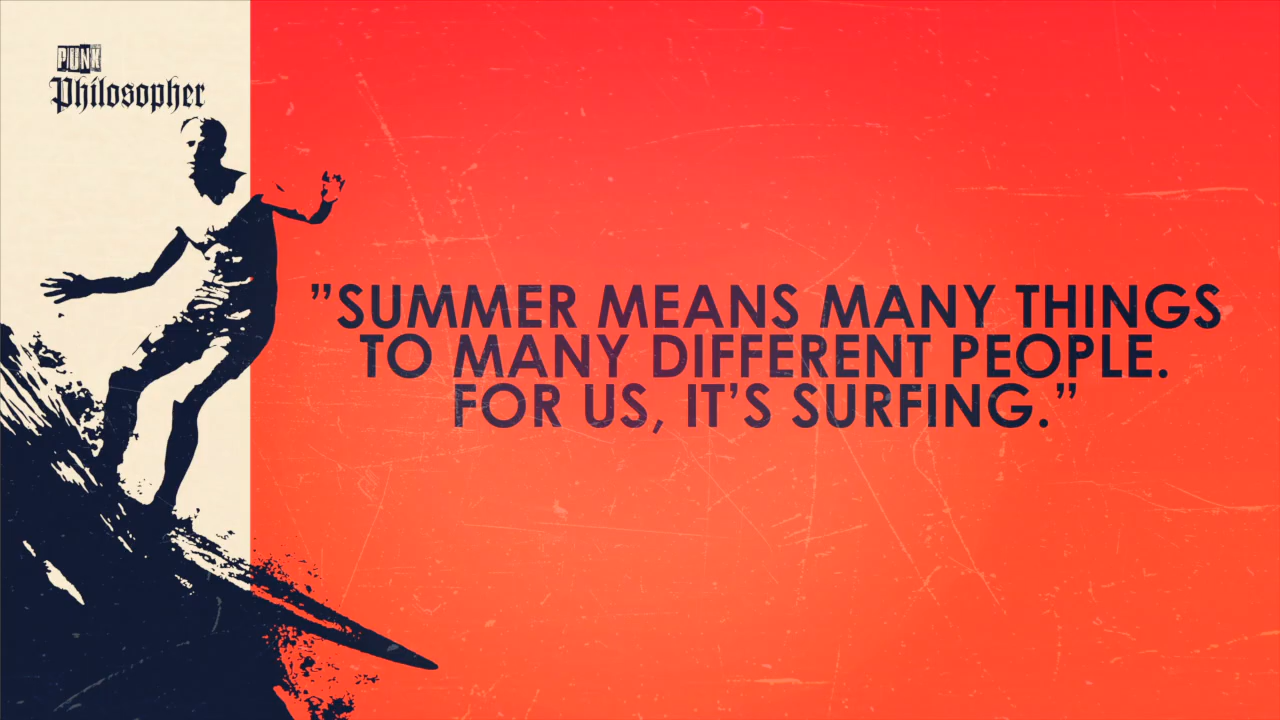 PUNK
Philosopher
”SUMMER MEANS MANY THINGS
TO MANY DIFFERENT PEOPLE.
FOR US, IT’S SURFING.”